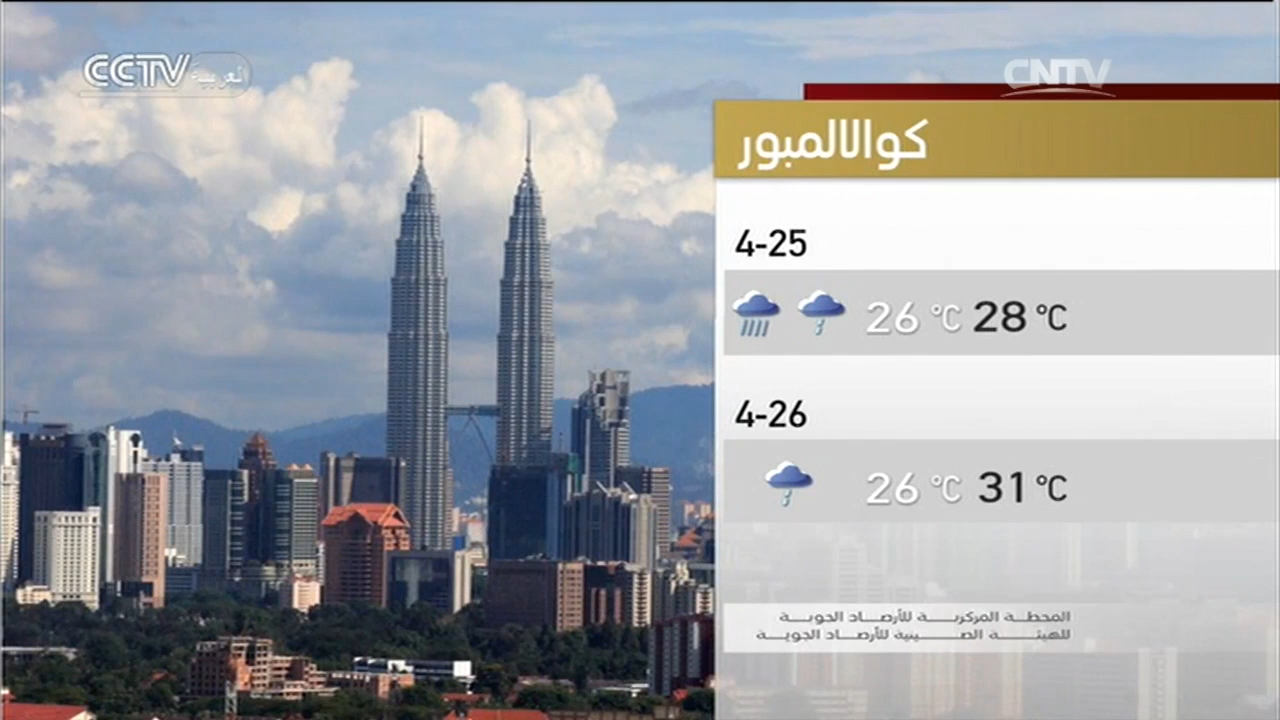 CCTV العربية
CNTV
كوالالمبور
4-25
26 °C 28 °C
4-26
26 °C 31 °C
المحطة المركزية للأرصاد الجوية
للهيئة الصينية للأرصاد الجوية